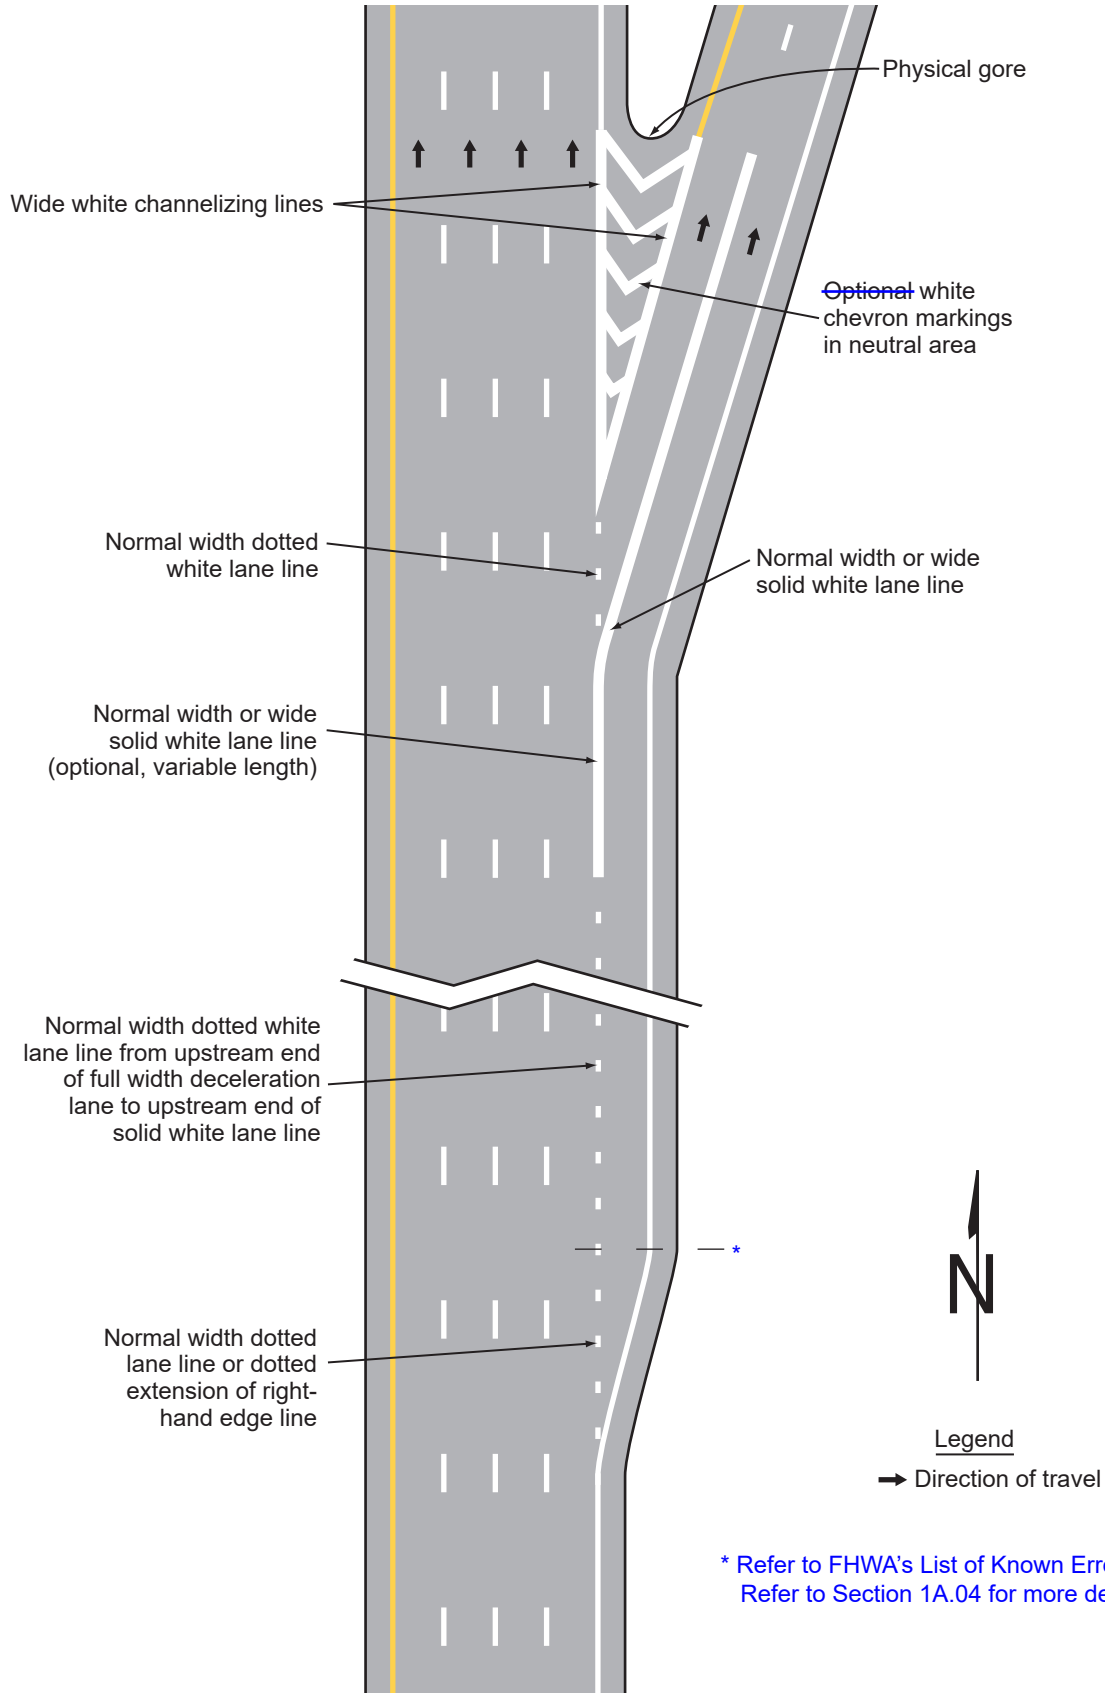 Physical gore
Wide white channelizing lines
Optional white
chevron markings
in neutral area
Normal width dotted
white lane line
Normal width or wide
solid white lane line
Normal width or wide
solid white lane line
(optional, variable length)
Normal width dotted white
lane line from upstream end
of full width deceleration
lane to upstream end of
solid white lane line
*
N
Normal width dotted
lane line or dotted
extension of right-
hand edge line
Legend
Direction of travel
* Refer to FHWA's List of Known
Refer to Section 1A.04 for more